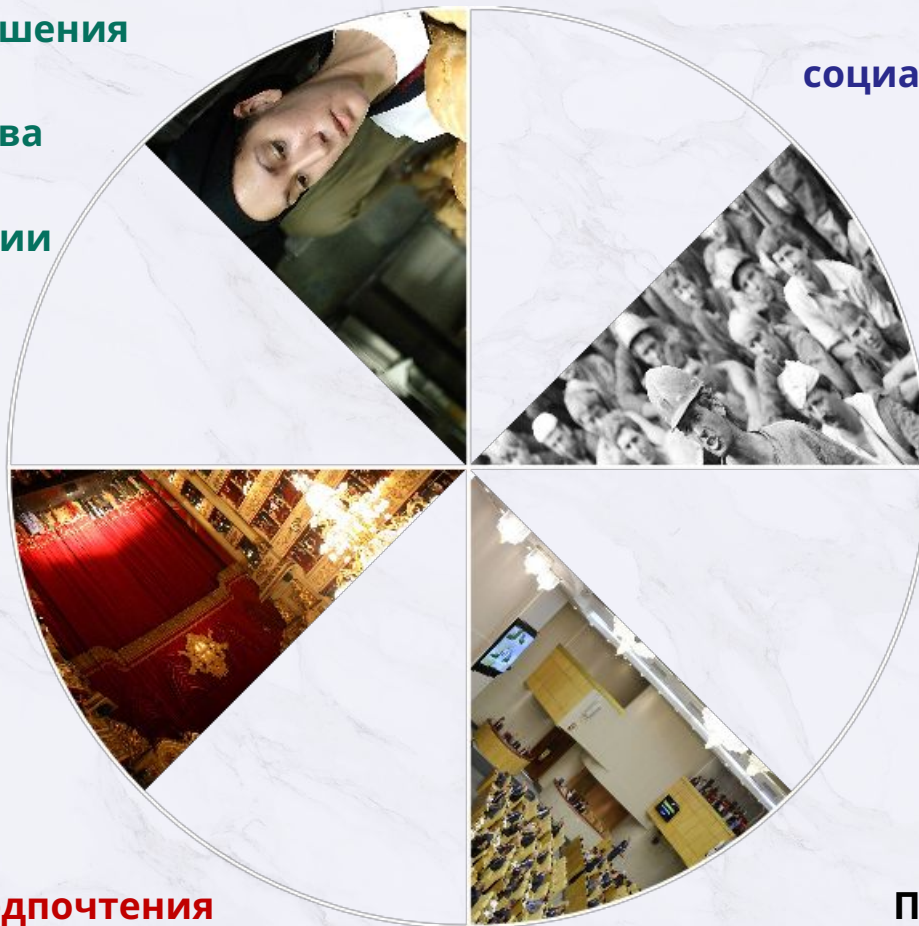 шения
социа
ва
ии
дпочтения
П